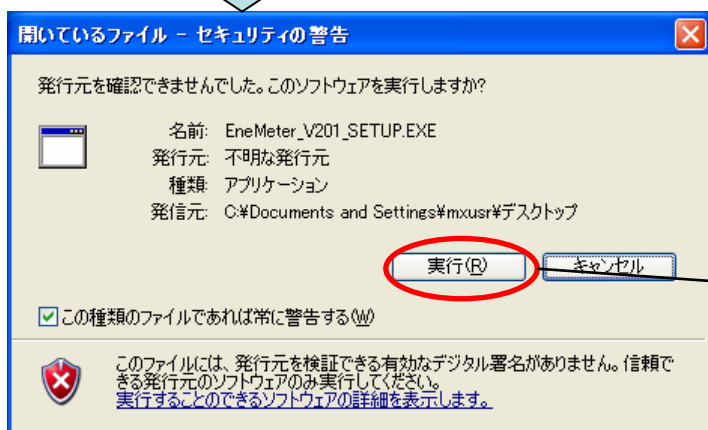 開いているファイル - セキュリティの警告
発行元を確認できませんでした。このソフトウェアを実行しますか?
名前: EneMeter_V201_SETUP.EXE
発行元: 不明な発行元
種類: アプリケーション
発信元: C:¥Documents and Settings¥mxusr¥デスクトップ
実行(R) キャンセル
この種類のファイルであれば常に警告する(W)
このファイルには、発行元を検証できる有効なデジタル署名がありません。信頼で
きる発行元のソフトウェアのみ実行してください。
実行することのできるソフトウェアの詳細を表示します。